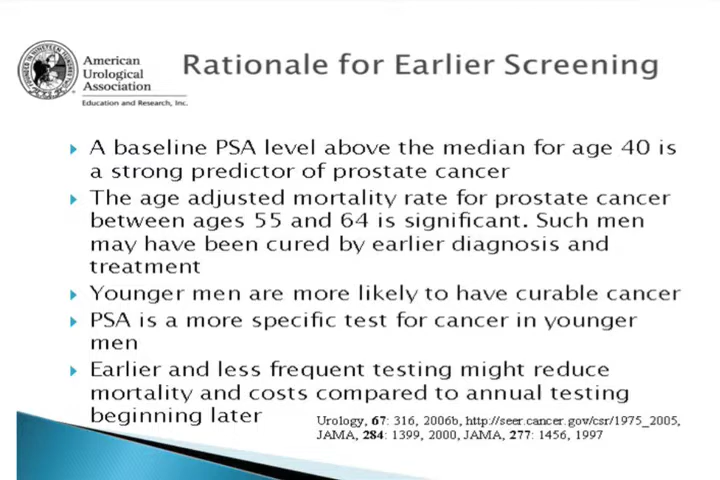 American
Urological
Association
Education and Research, Inc.
Rationale for Earlier Screening
A baseline PSA level above the median for age 40 is
a strong predictor of prostate cancer
The age adjusted mortality rate for prostate cancer
between ages 55 and 64 is significant. Such men
may have been cured by earlier diagnosis and
treatment
Younger men are more likely to have curable cancer
PSA is a more specific test for cancer in younger
men
Earlier and less frequent testing might reduce
mortality and costs compared to annual testing
beginning later
Urology, 67: 316, 2006b, http://seer.cancer.gov/csr/1975_2005,
JAMA, 284: 1399, 2000, JAMA, 277: 1456, 1997